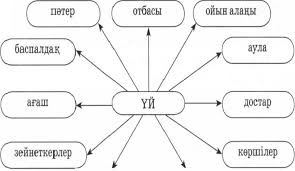 пәтер
отбасы
ойын алаңы
баспалдақ
аула
ағаш
ҮЙ
достар
зейнеткерлер
көршілер